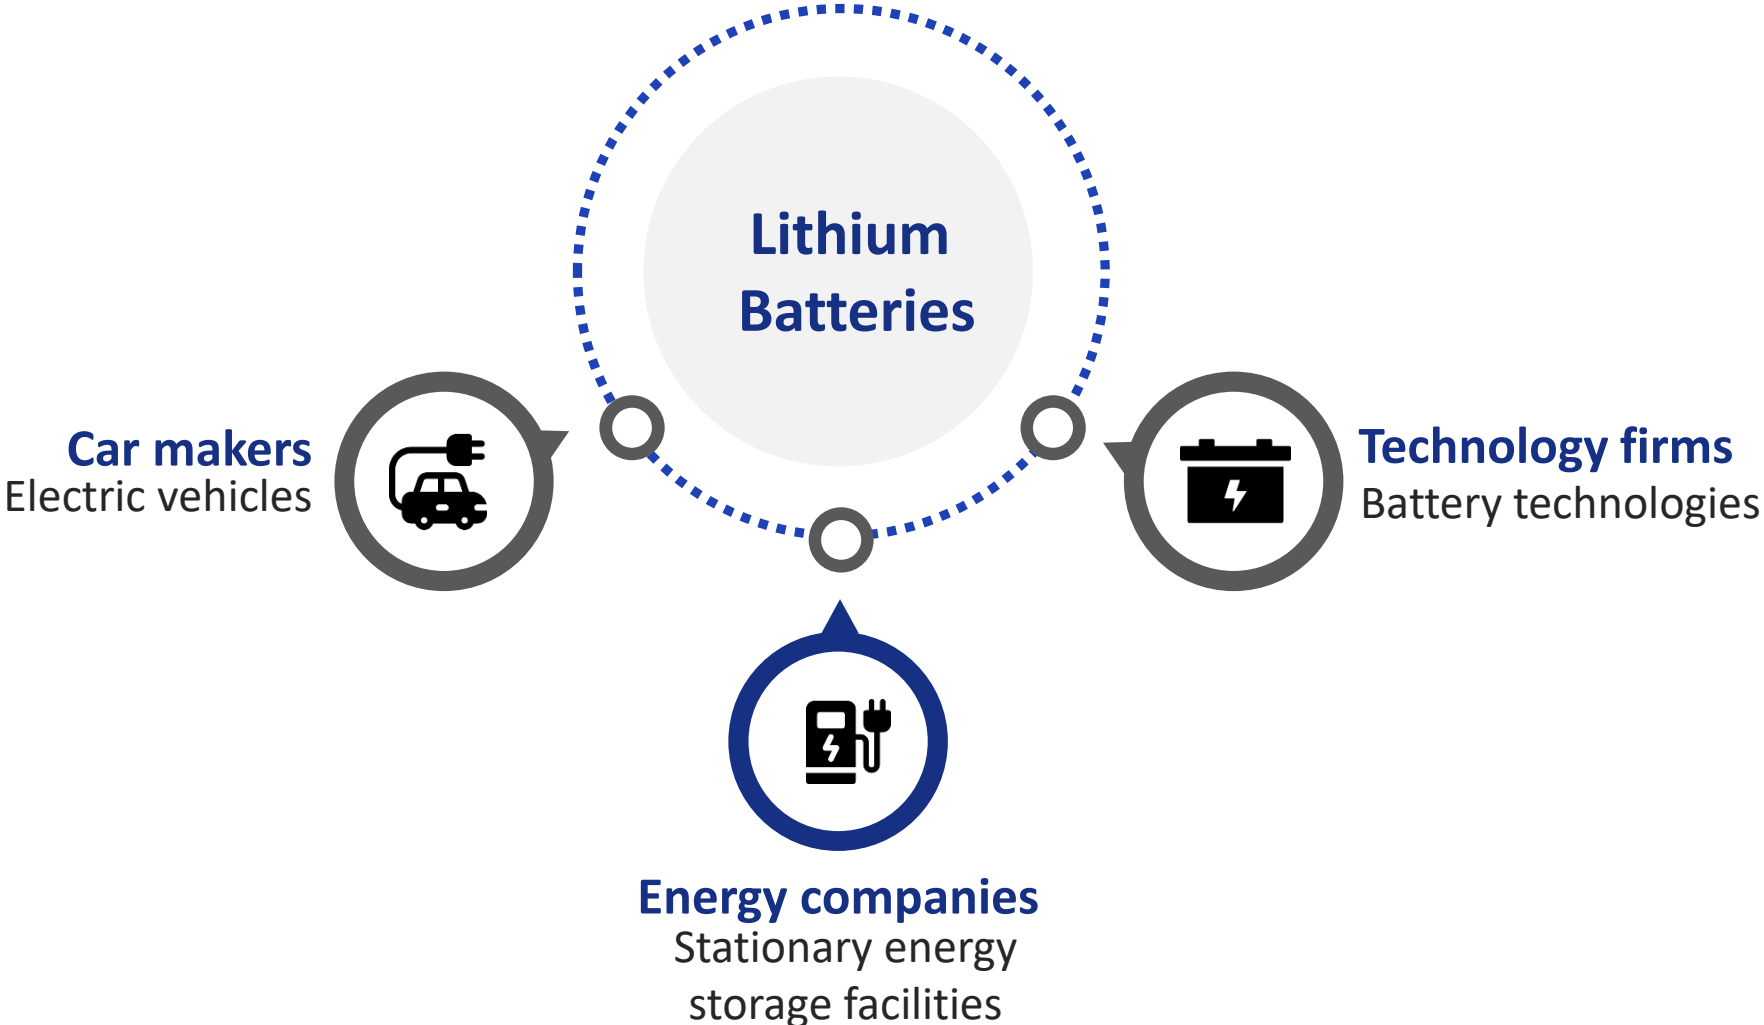 Lithium
Batteries
Car makers
Electric vehicles
Technology firms
Battery technologies
Energy companies
Stationary energy
storage facilities